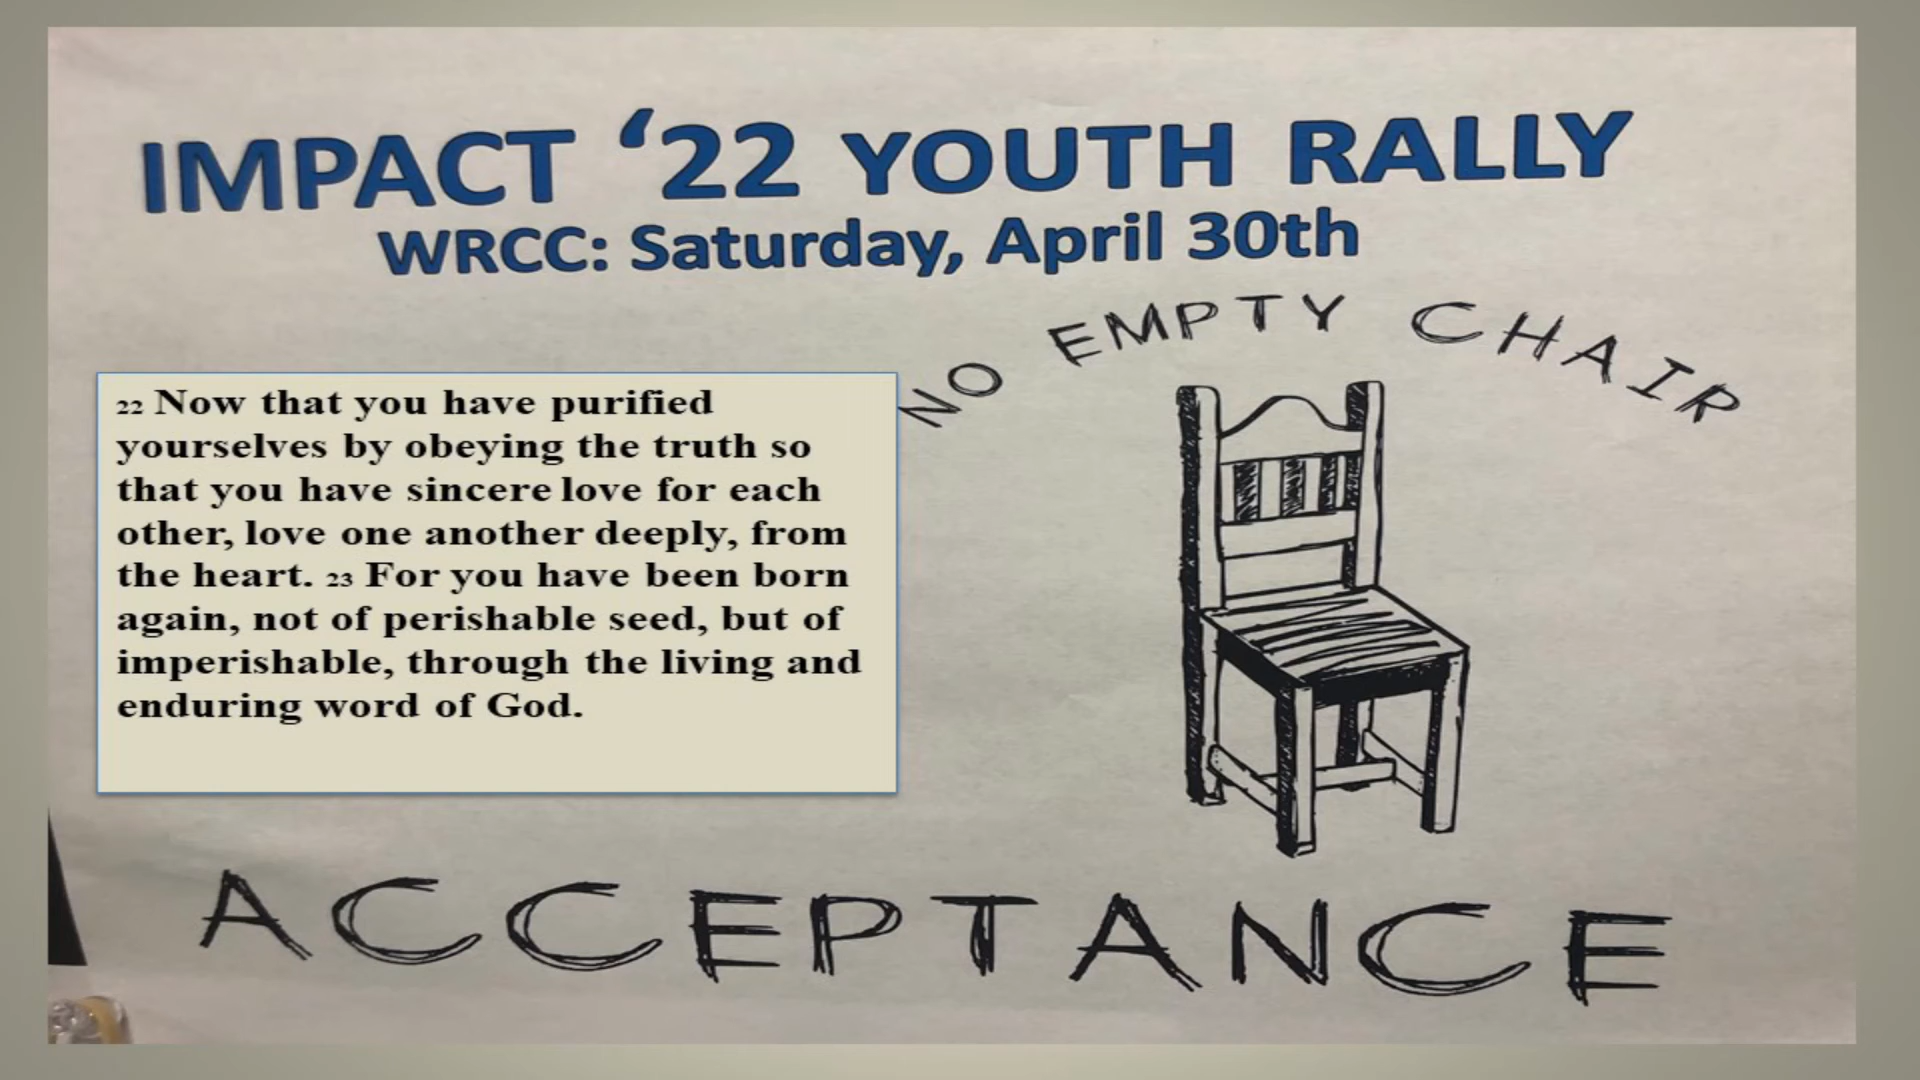 IMPACT ‘22 YOUTH RALLY
WRCC: Saturday, April 30th
NO EMPTY CHAIR
22 Now that you have purified
yourselves by obeying the truth so
that you have sincere love for each
other, love one another deeply, from
the heart. 23 For you have been born
again, not of perishable seed, but of
imperishable, through the living and
enduring word of God.
ACCEPTANCE